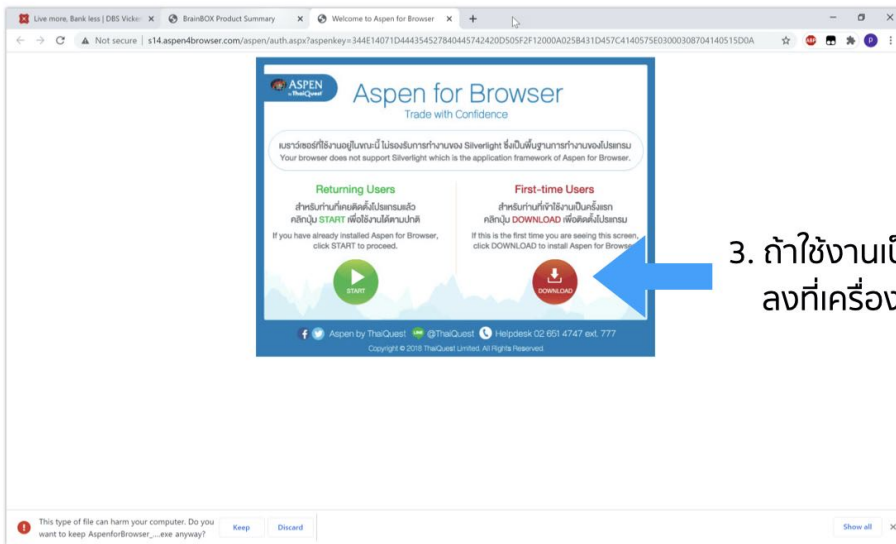 Live more, Bank less | DBS Vicker
BrainBOX Product Summary
Welcome to Aspen for Browser
Not secure | s14.aspen4browser.com/aspen/auth.aspx?aspenkey=344E14071D444354527840445742420D505F2F12000A025B431D457C4140575E03000308704140515D0A
ASPEN
by ThaiQuest
Aspen for Browser
Trade with Confidence
เบราว์เซอร์ที่ใช้งานอยู่ในขณะนี้ ไม่รองรับการทำงานของ Silverlight ซึ่งเป็นพื้นฐานการทำงานของโปรแกรม
Your browser does not support Silverlight which is the application framework of Aspen for Browser.
Returning Users
สำหรับท่านที่เคยติดตั้งโปรแกรมแล้ว
คลิกปุ่ม START เพื่อใช้งานได้ตามปกติ
If you have already installed Aspen for Browser,
click START to proceed.
START
First-time Users
สำหรับท่านที่เข้าใช้งานเป็นครั้งแรก
คลิกปุ่ม DOWNLOAD เพื่อติดตั้งโปรแกรม
If this is the first time you are seeing this screen,
click DOWNLOAD to install Aspen for Browser
DOWNLOAD
3. ถ้าใช้งานเป็
ลงที่เครื่อง
Aspen by ThaiQuest @ThaiQuest Helpdesk 02 651 4747 ext. 777
Copyright © 2018 ThaiQuest Limited. All Rights Reserved.
This type of file can harm your computer. Do you
want to keep AspenforBrowser_....exe anyway?
Keep
Discard
Show all